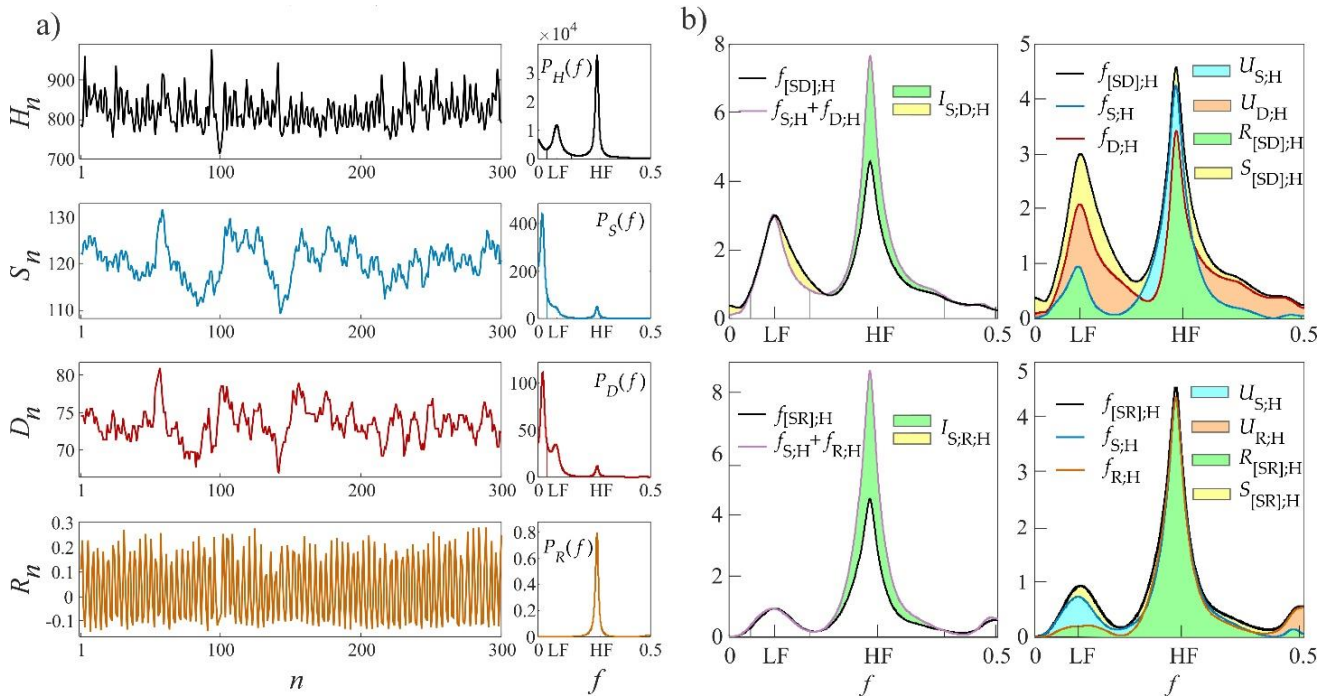 a)
× 10⁴
H_n
900
800
700
1
100
200
300
P_H(f)
3
2
1
0
0
LF
HF
0.5
S_n
130
120
110
1
100
200
300
P_S(f)
400
200
0
0
LF
HF
0.5
D_n
80
75
70
1
100
200
300
P_D(f)
100
50
0
0
LF
HF
0.5
R_n
0.3
0.2
0.1
0
-0.1
1
100
200
300
n
P_R(f)
0.8
0.6
0.4
0.2
0
0
LF
HF
0.5
f
b)
8
6
4
2
0
f_[SD];H
f_S;H+f_D;H
I_S;D;H
0
LF
HF
0.5
5
4
3
2
1
0
f_[SD];H
f_S;H
f_D;H
U_S;H
U_D;H
R_[SD];H
S_[SD];H
0
LF
HF
0.5
8
6
4
2
0
f_[SR];H
f_S;H+f_R;H
I_S;R;H
0
LF
HF
0.5
f
5
4
3
2
1
0
f_[SR];H
f_S;H
f_R;H
U_S;H
U_R;H
R_[SR];H
S_[SR];H
0
LF
HF
0.5
f